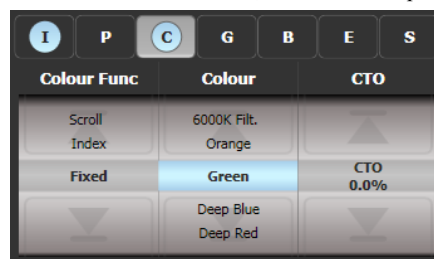 I P C G B E S
Colour Func Colour CTO
Scroll 6000K Filt.
Index Orange
Fixed Green CTO
0.0%
Deep Blue
Deep Red